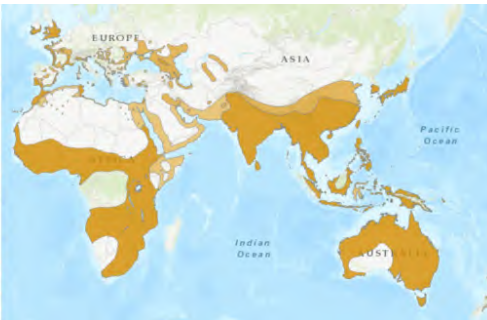 EUROPE
ASIA
Pacific
Ocean
AFRICA
Indian
Ocean
AUSTRALIA